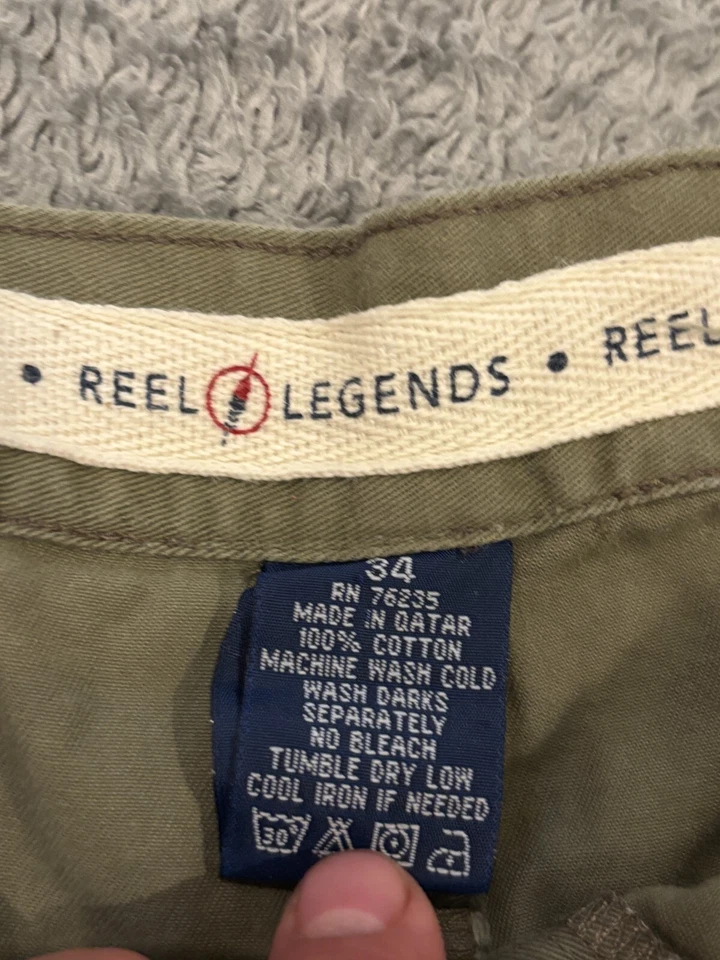 • REEL LEGENDS • REEL
34
RN 76235
MADE IN QATAR
100% COTTON
MACHINE WASH COLD
WASH DARKS
SEPARATELY
NO BLEACH
TUMBLE DRY LOW
COOL IRON IF NEEDED
30°